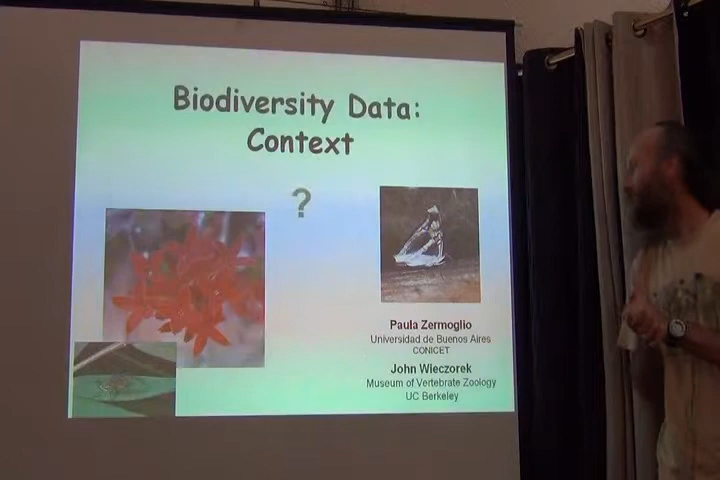 Biodiversity Data:
Context
?
Paula Zermoglio
Universidad de Buenos Aires
CONICET
John Wieczorek
Museum of Vertebrate Zoology
UC Berkeley